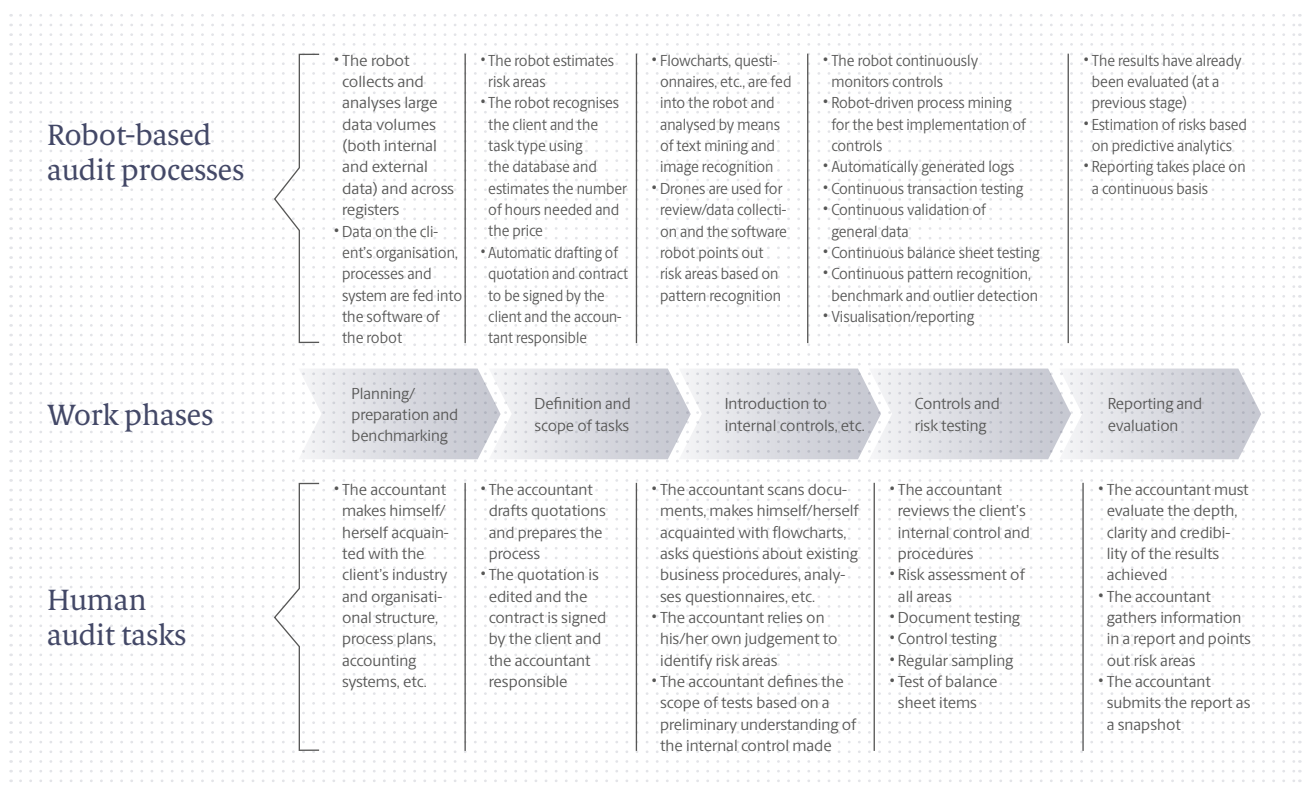 Robot-based
audit processes
• The robot
collects and
analyses large
data volumes
(both internal
and external
data) and across
registers
• Data on the cli-
ent's organisation,
processes and
system are fed into
the software of
the robot
• The robot estimates
risk areas
• The robot recognises
the client and the
task type using
the database and
estimates the number
of hours needed and
the price
• Automatic drafting of
quotation and contract
to be signed by the
client and the accoun-
tant responsible
• Flowcharts, questi-
onnaires, etc., are fed
into the robot and
analysed by means
of text mining and
image recognition
• Drones are used for
review/data collecti-
on and the software
robot points out
risk areas based on
pattern recognition
• The robot continuously
monitors controls
• Robot-driven process mining
for the best implementation of
controls
• Automatically generated logs
• Continuous transaction testing
• Continuous validation of
general data
• Continuous balance sheet testing
• Continuous pattern recognition,
benchmark and outlier detection
• Visualisation/reporting
• The results have already
been evaluated (at a
previous stage)
• Estimation of risks based
on predictive analytics
• Reporting takes place on
a continuous basis
Work phases
Planning/
preparation and
benchmarking
Definition and
scope of tasks
Introduction to
internal controls, etc.
Controls and
risk testing
Reporting and
evaluation
Human
audit tasks
• The accountant
makes himself/
herself acquain-
ted with the
client's industry
and organisati-
onal structure,
process plans,
accounting
systems, etc.
• The accountant
drafts quotations
and prepares the
process
• The quotation is
edited and the
contract is signed
by the client and
the accountant
responsible
• The accountant scans docu-
ments, makes himself/herself
acquainted with flowcharts,
asks questions about existing
business procedures, analy-
ses questionnaires, etc.
• The accountant relies on
his/her own judgement to
identify risk areas
• The accountant defines the
scope of tests based on a
preliminary understanding of
the internal control made
• The accountant
reviews the client's
internal control and
procedures
• Risk assessment of
all areas
• Document testing
• Control testing
• Regular sampling
• Test of balance
sheet items
• The accountant must
evaluate the depth,
clarity and credibi-
lity of the results
achieved
• The accountant
gathers information
in a report and points
out risk areas
• The accountant
submits the report as
a snapshot